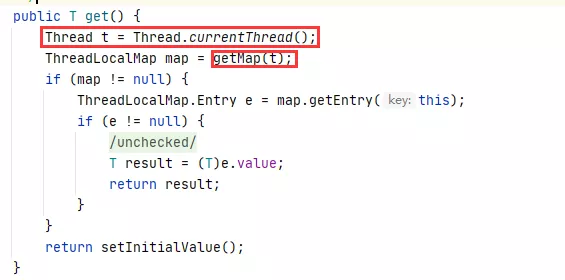 public T get() {
Thread t = Thread.currentThread();
ThreadLocalMap map = getMap(t);
if (map != null) {
ThreadLocalMap.Entry e = map.getEntry( key: this);
if (e != null) {
/unchecked/
T result = (T)e.value;
return result;
}
}
return setInitialValue();
}